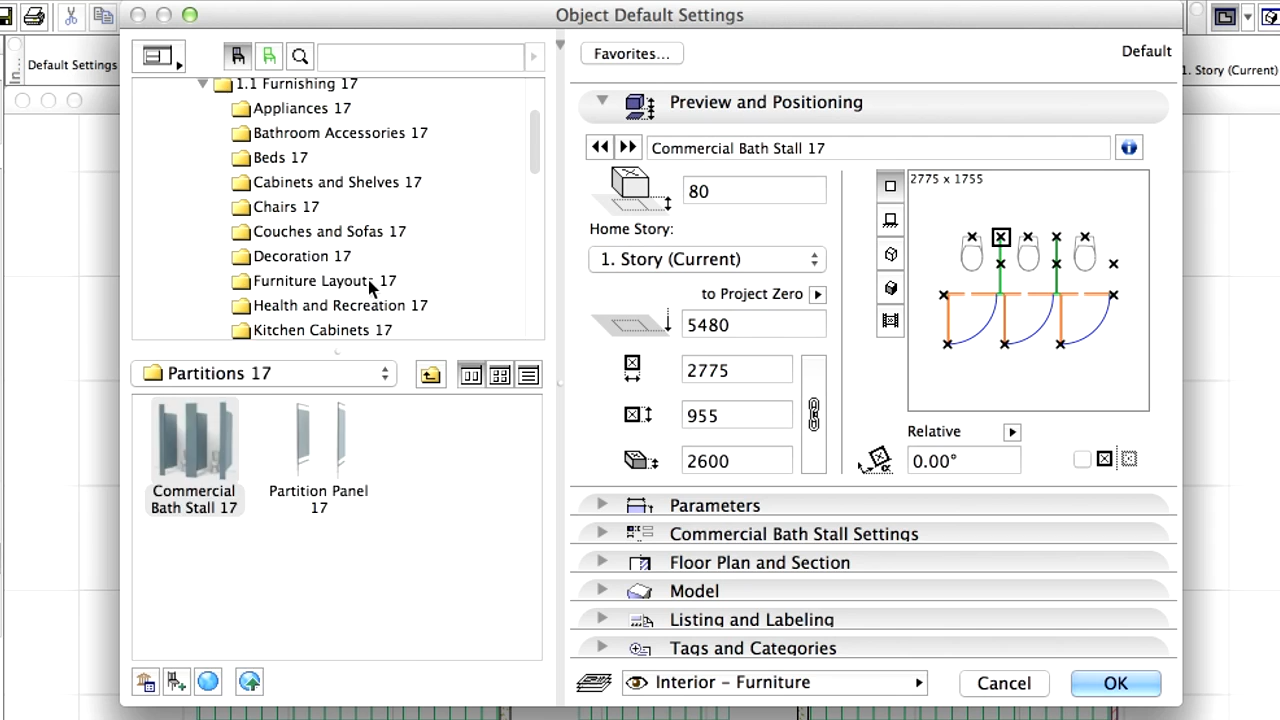 Object Default Settings
Default Settings
1. Story (Current)
1.1 Furnishing 17
Appliances 17
Bathroom Accessories 17
Beds 17
Cabinets and Shelves 17
Chairs 17
Couches and Sofas 17
Decoration 17
Furniture Layout 17
Health and Recreation 17
Kitchen Cabinets 17
Partitions 17
Commercial
Bath Stall 17
Partition Panel
17
Favorites...
Default
Preview and Positioning
Commercial Bath Stall 17
80
Home Story:
1. Story (Current)
to Project Zero
5480
2775
955
2600
2775 x 1755
Relative
0.00°
Parameters
Commercial Bath Stall Settings
Floor Plan and Section
Model
Listing and Labeling
Tags and Categories
Interior - Furniture
Cancel
OK